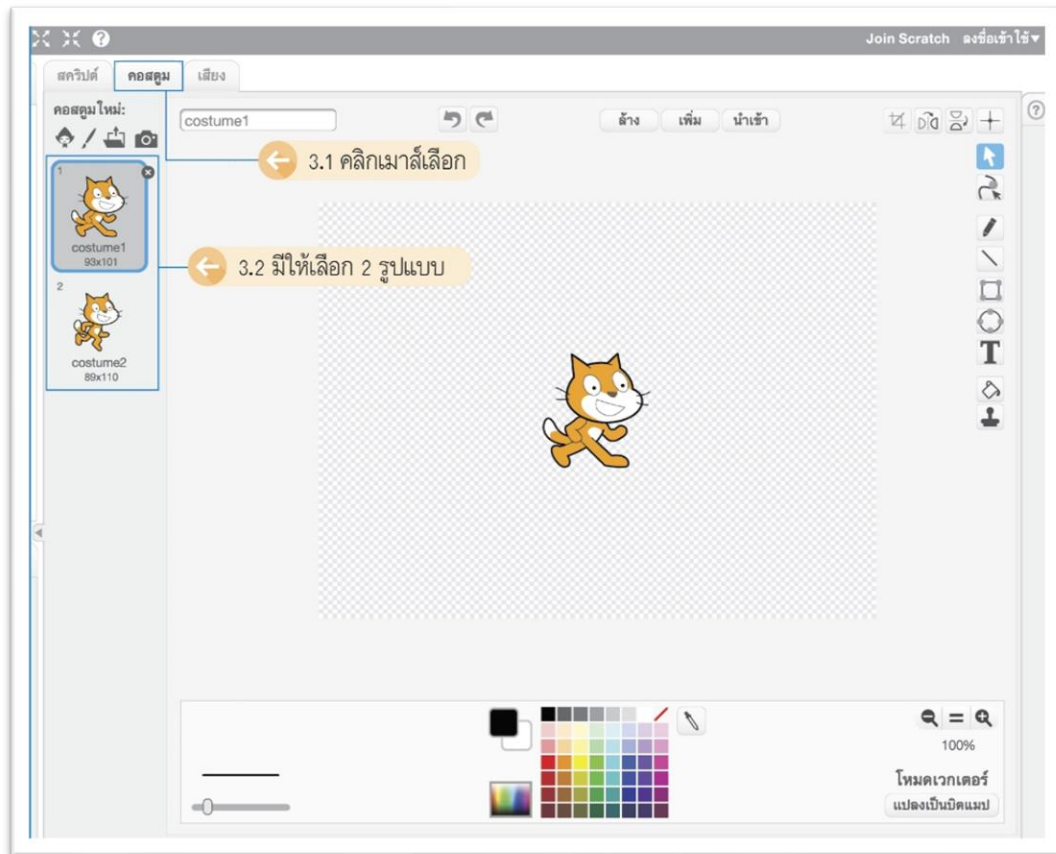 Join Scratch ลงชื่อเข้าใช้▾
สคริปต์ คอสตูม เสียง
คอสตูมใหม่:
costume1
ล้าง เพิ่ม นำเข้า
3.1 คลิกเมาส์เลือก
1
costume1
93x101
3.2 มีให้เลือก 2 รูปแบบ
2
costume2
89x110
T
100%
โหมดเวกเตอร์
แปลงเป็นบิตแมป